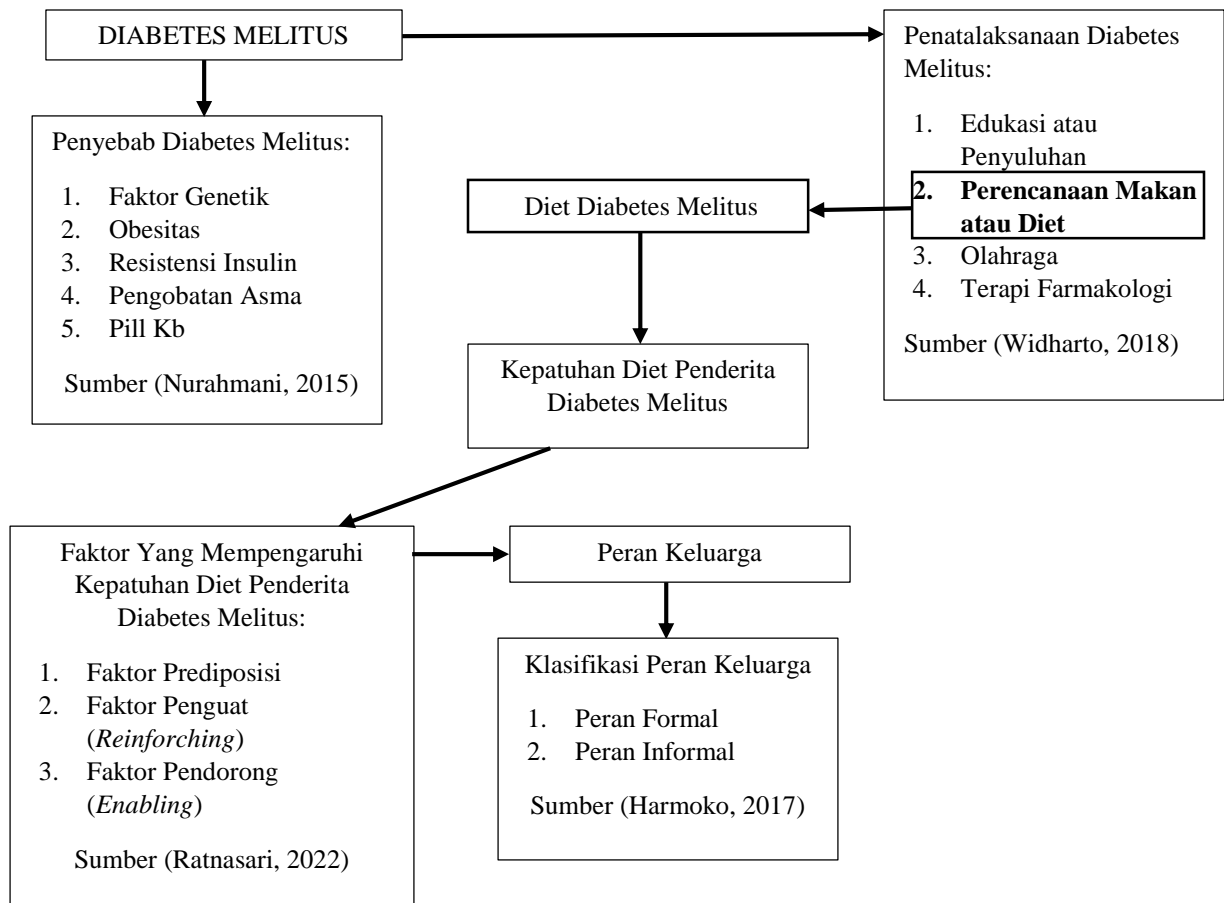 DIABETES MELITUS
Penyebab Diabetes Melitus:
1. Faktor Genetik
2. Obesitas
3. Resistensi Insulin
4. Pengobatan Asma
5. Pill Kb
Sumber (Nurahmani, 2015)
Penatalaksanaan Diabetes
Melitus:
1. Edukasi atau
Penyuluhan
2. Perencanaan Makan
atau Diet
3. Olahraga
4. Terapi Farmakologi
Sumber (Widharto, 2018)
Diet Diabetes Melitus
Kepatuhan Diet Penderita
Diabetes Melitus
Faktor Yang Mempengaruhi
Kepatuhan Diet Penderita
Diabetes Melitus:
1. Faktor Prediposisi
2. Faktor Penguat
(Reinforching)
3. Faktor Pendorong
(Enabling)
Sumber (Ratnasari, 2022)
Peran Keluarga
Klasifikasi Peran Keluarga
1. Peran Formal
2. Peran Informal
Sumber (Harmoko, 2017)